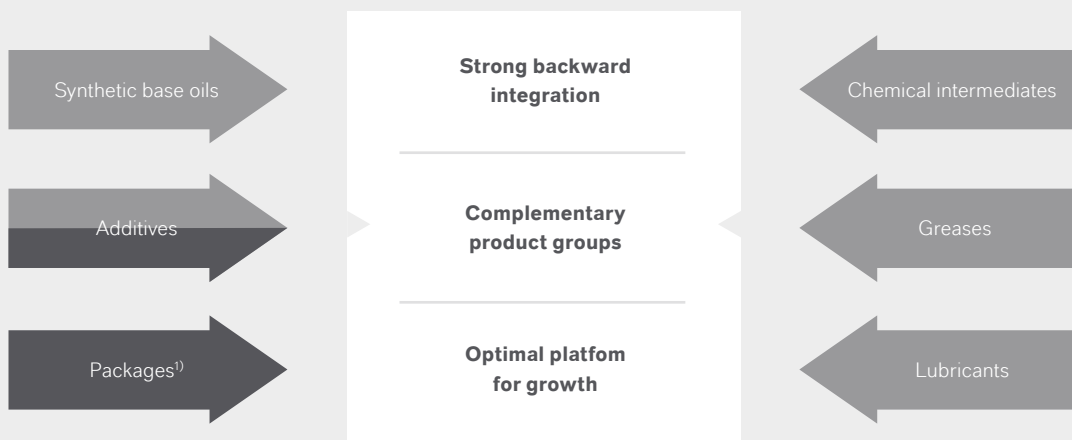 Synthetic base oils
Additives
Packages1)
Strong backward
integration
Complementary
product groups
Optimal platfom
for growth
Chemical intermediates
Greases
Lubricants